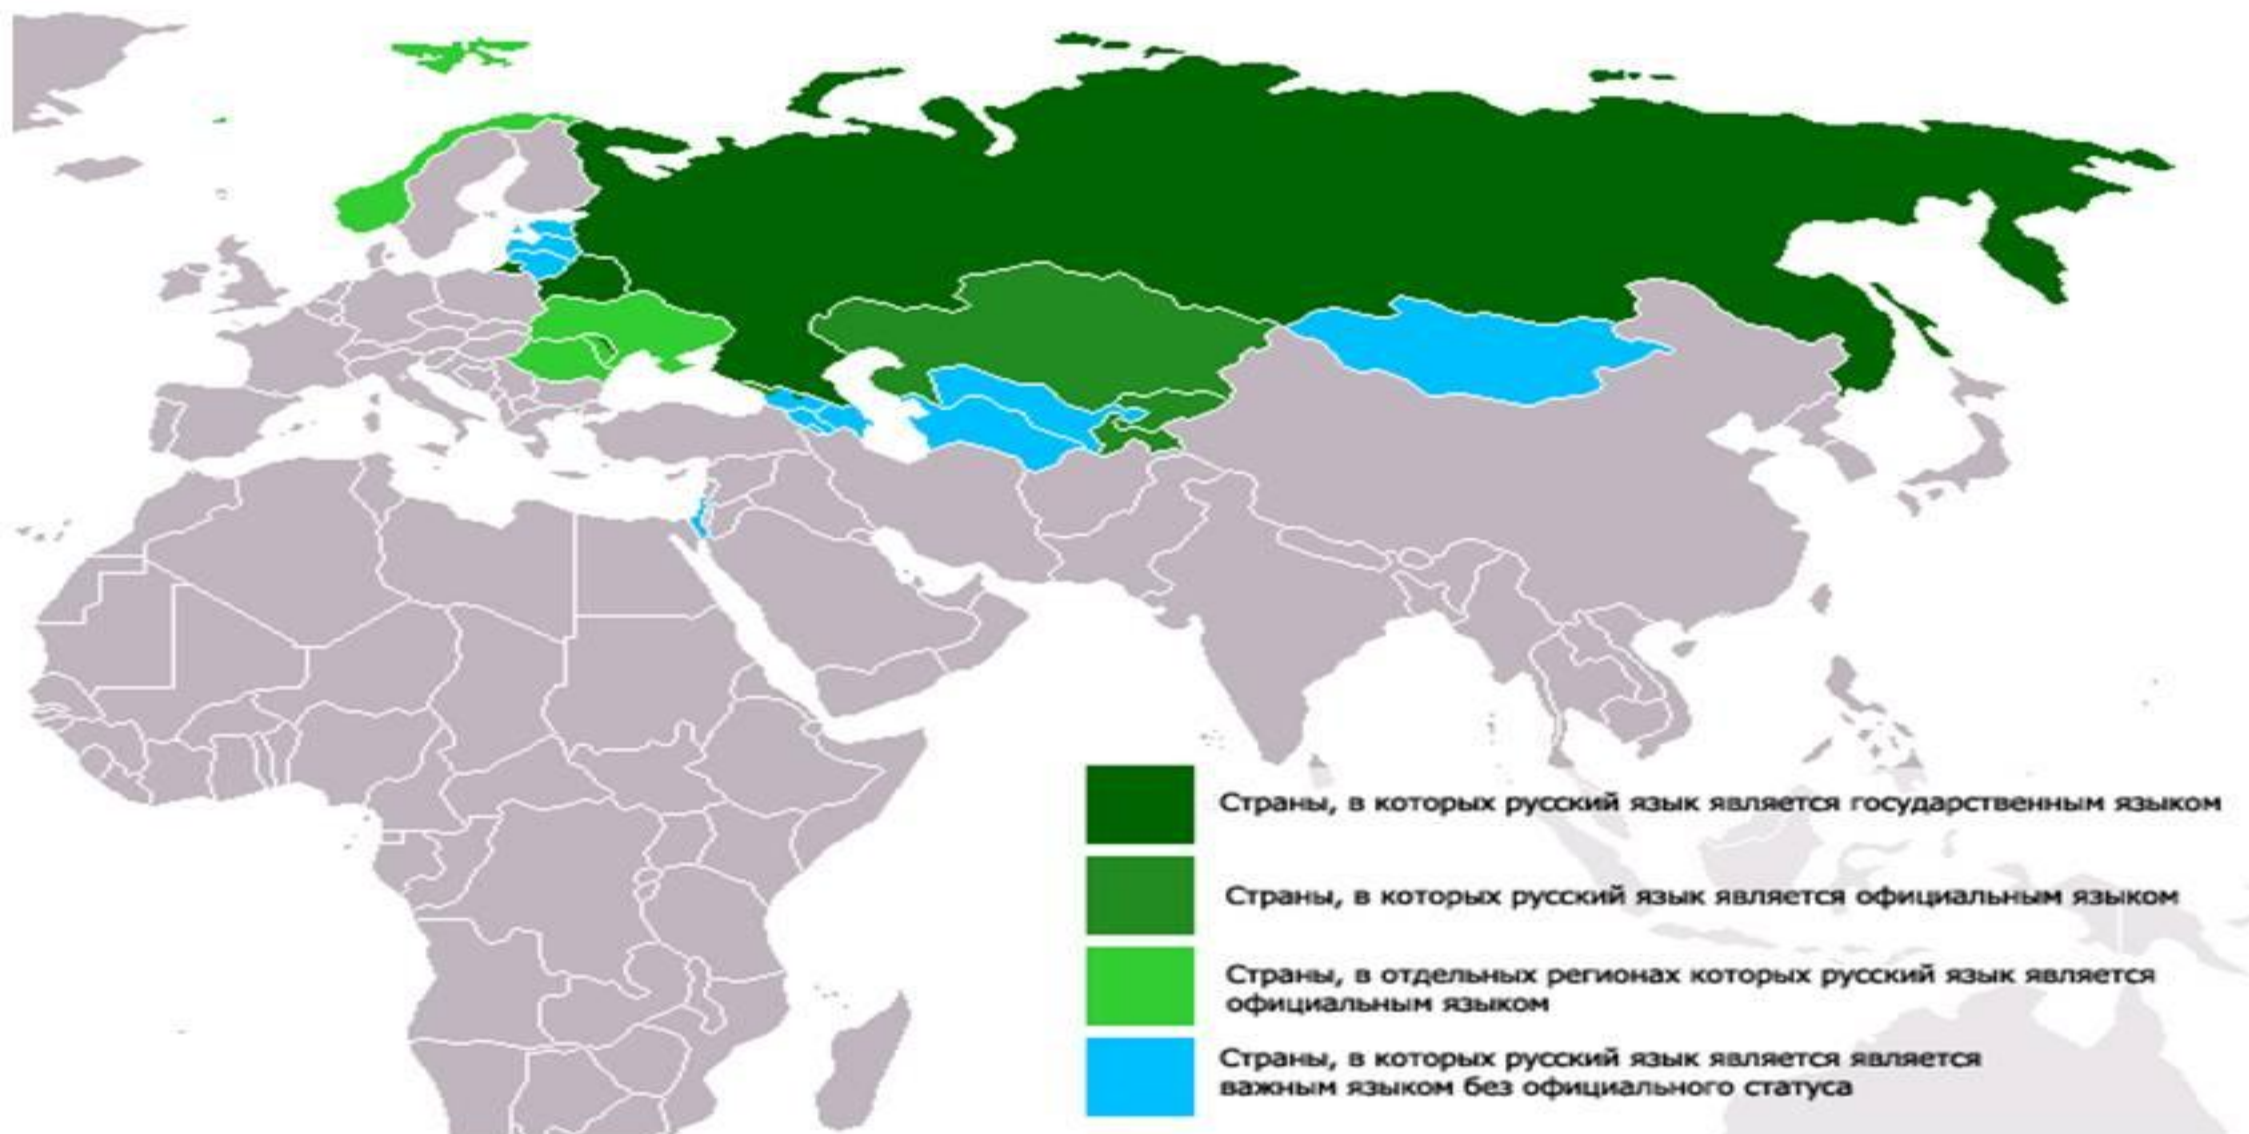 Страны, в которых русский язык является государственным языком
Страны, в которых русский язык является официальным языком
Страны, в отдельных регионах которых русский язык является
официальным языком
Страны, в которых русский язык является является
важным языком без официального статуса